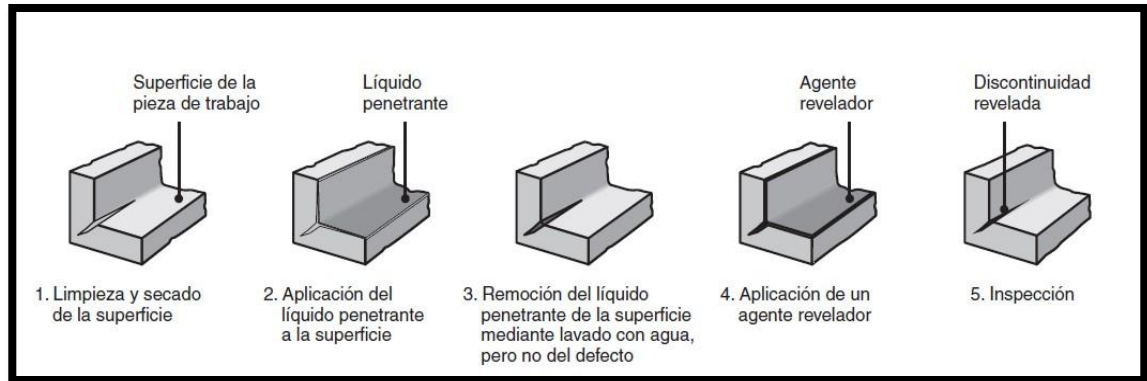 Superficie de la
pieza de trabajo
Líquido
penetrante
Agente
revelador
Discontinuidad
revelada
1. Limpieza y secado
de la superficie
2. Aplicación del
líquido penetrante
a la superficie
3. Remoción del líquido
penetrante de la superficie
mediante lavado con agua,
pero no del defecto
4. Aplicación de un
agente revelador
5. Inspección